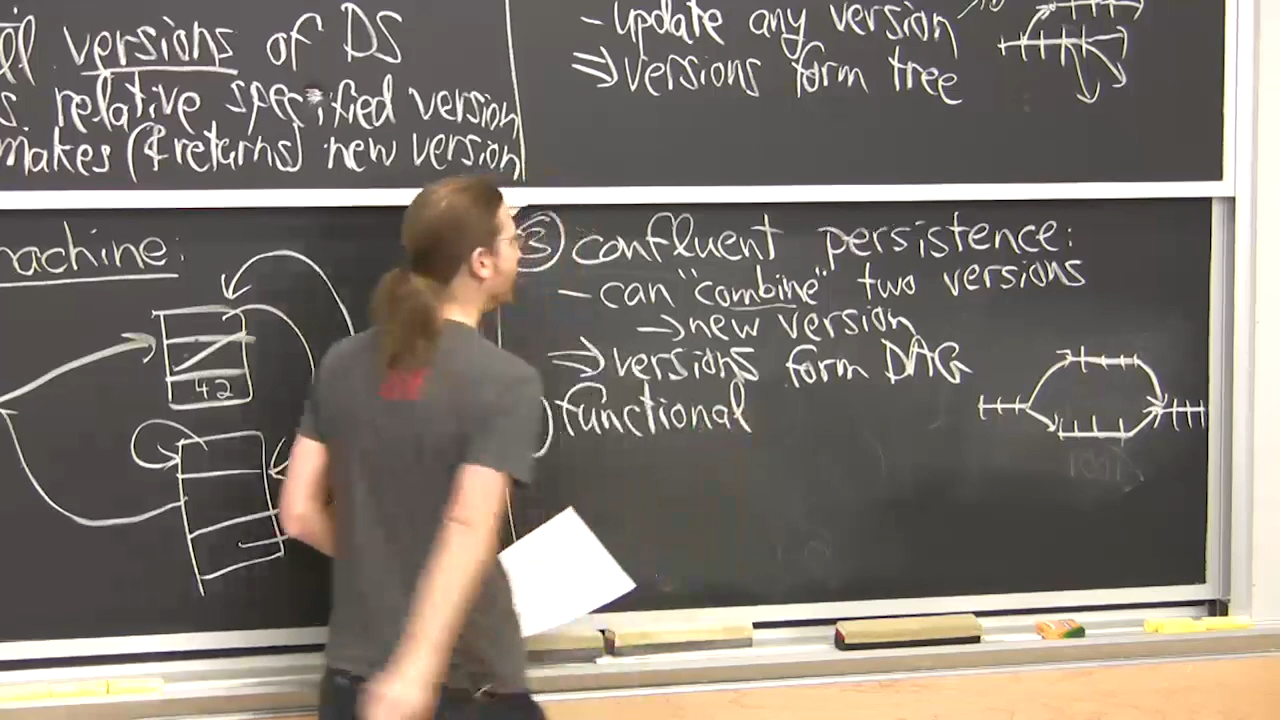 versions of DS
relative specified version
makes (& returns) new version
- update any version
⇒ versions form tree
machine:
42
③ confluent persistence:
- can "combine" two versions
→ new version
⇒ versions form DAG
functional